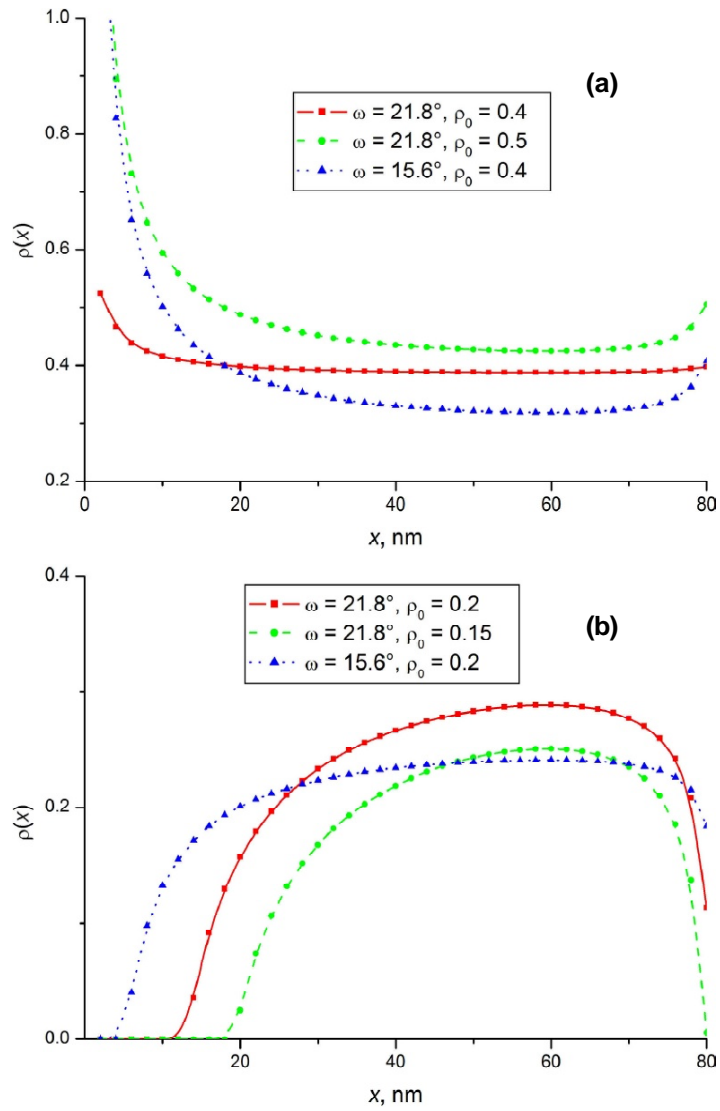 1.0
(a)
ω = 21.8°, ρ₀ = 0.4
ω = 21.8°, ρ₀ = 0.5
ω = 15.6°, ρ₀ = 0.4
0.8
ρ(x)
0.6
0.4
0.2
0 20 40 60 80
x, nm
0.4
(b)
ω = 21.8°, ρ₀ = 0.2
ω = 21.8°, ρ₀ = 0.15
ω = 15.6°, ρ₀ = 0.2
ρ(x)
0.2
0.0
0 20 40 60 80
x, nm